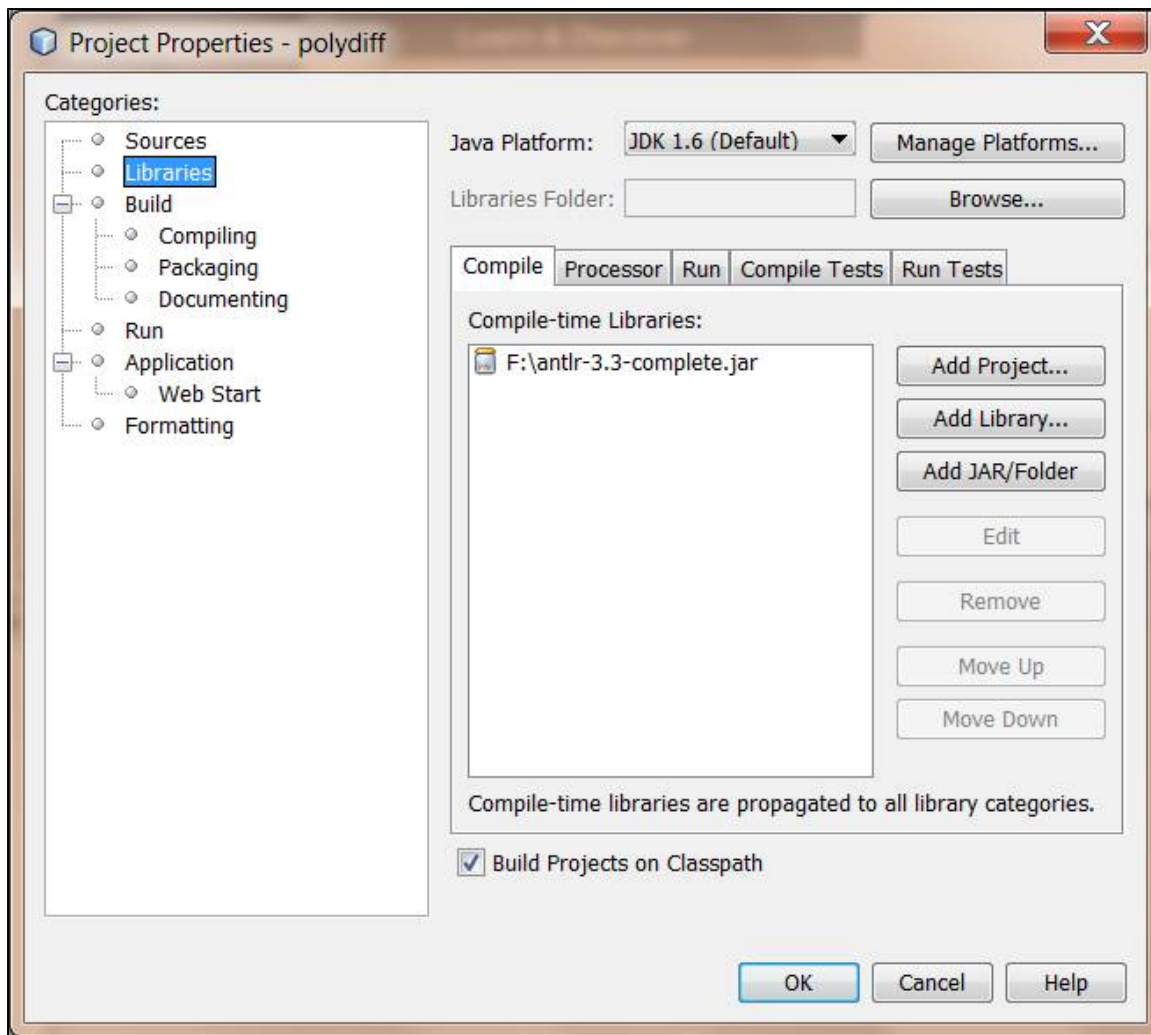 Project Properties - polydiff
Categories:
Sources
Libraries
Build
Compiling
Packaging
Documenting
Run
Application
Web Start
Formatting
Java Platform:
JDK 1.6 (Default)
Manage Platforms...
Libraries Folder:
Browse...
Compile
Processor
Run
Compile Tests
Run Tests
Compile-time Libraries:
F:\antlr-3.3-complete.jar
Add Project...
Add Library...
Add JAR/Folder
Edit
Remove
Move Up
Move Down
Compile-time libraries are propagated to all library categories.
Build Projects on Classpath
OK
Cancel
Help